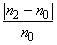 |n₂ − n₀|
n₀